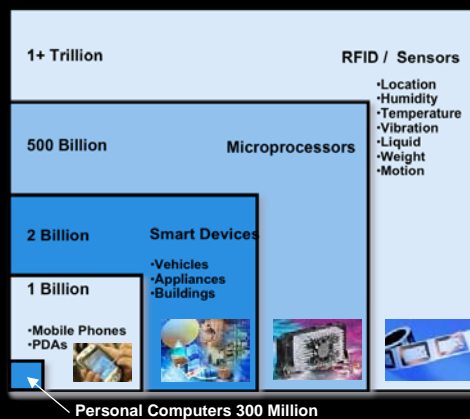 1+ Trillion
RFID / Sensors
•Location
•Humidity
•Temperature
•Vibration
•Liquid
•Weight
•Motion
500 Billion
Microprocessors
2 Billion
Smart Devices
•Vehicles
•Appliances
•Buildings
1 Billion
•Mobile Phones
•PDAs
Personal Computers 300 Million